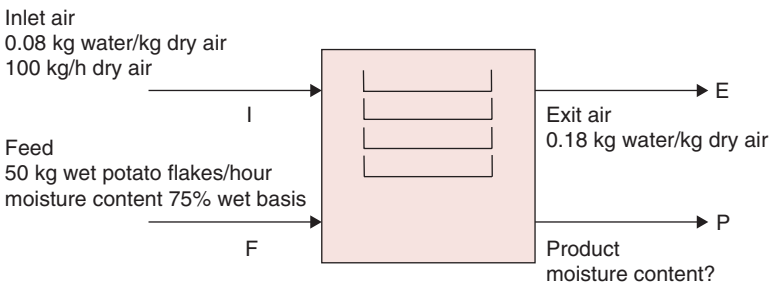 Inlet air
0.08 kg water/kg dry air
100 kg/h dry air
I
E
Exit air
0.18 kg water/kg dry air
Feed
50 kg wet potato flakes/hour
moisture content 75% wet basis
F
P
Product
moisture content?